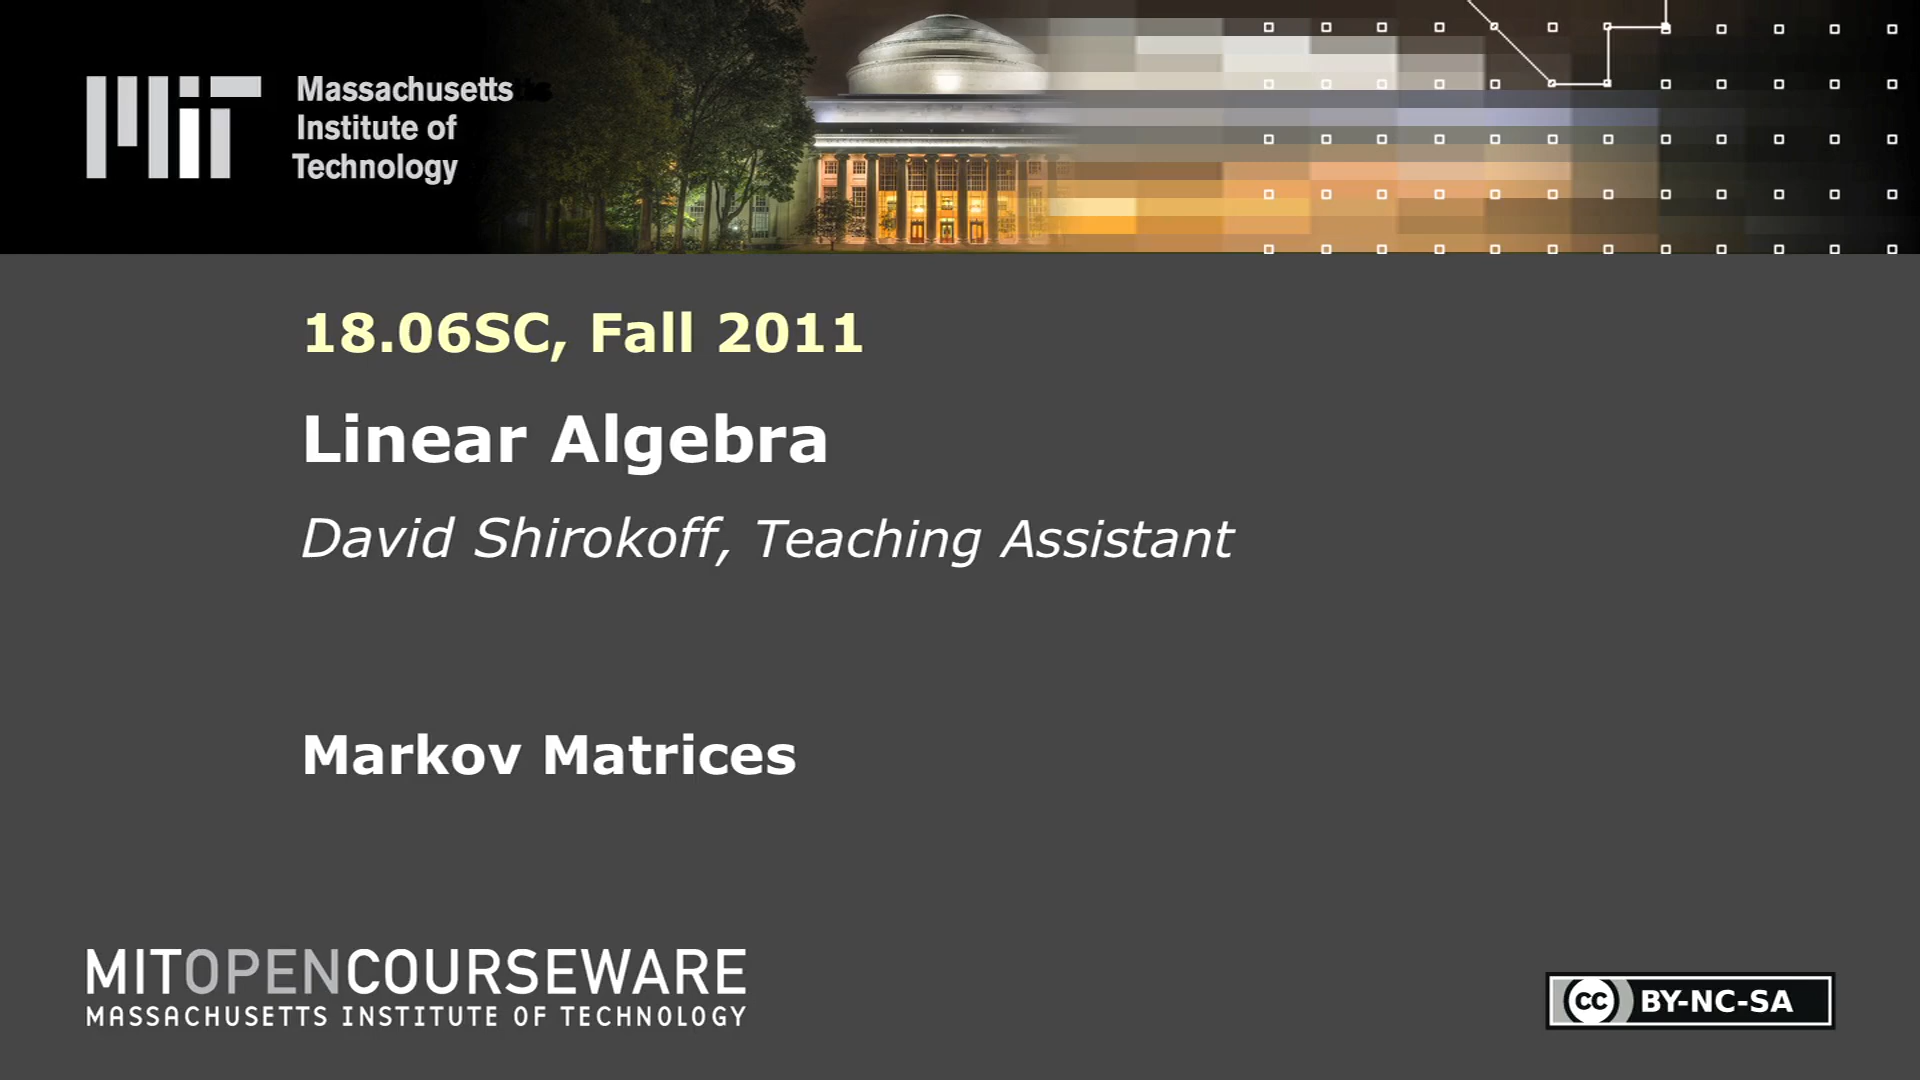 Massachusetts
Institute of
Technology
18.06SC, Fall 2011
Linear Algebra
David Shirokoff, Teaching Assistant
Markov Matrices
MITOPENCOURSEWARE
MASSACHUSETTS INSTITUTE OF TECHNOLOGY
cc BY-NC-SA